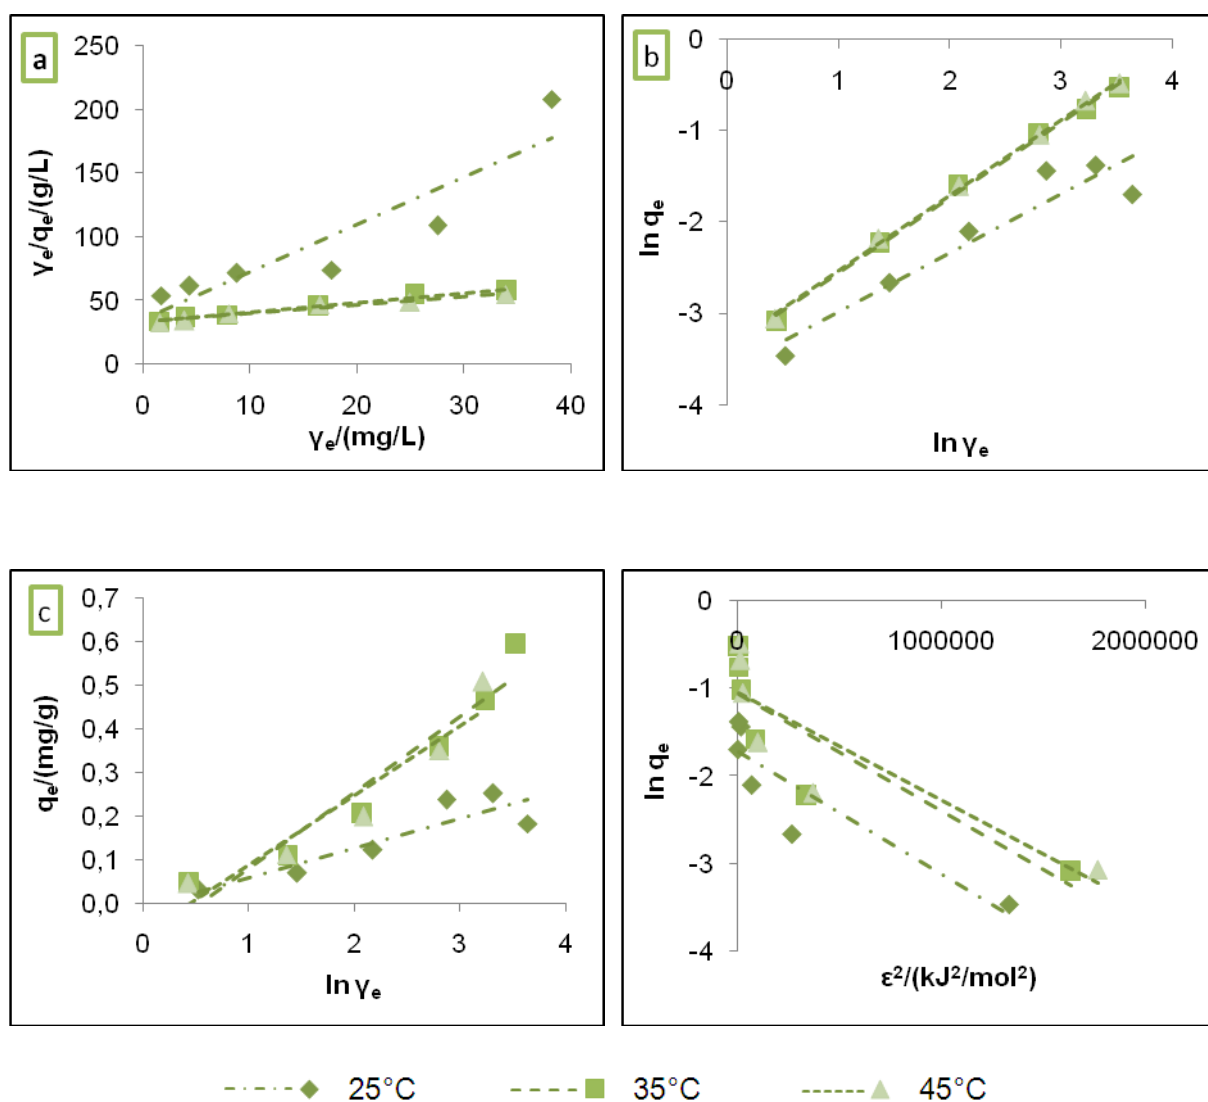 a
250
200
150
100
50
0
0 10 20 30 40
γe/qe/(g/L)
γe/(mg/L)
b
0
-1
-2
-3
-4
0 1 2 3 4
ln qe
ln γe
c
0,7
0,6
0,5
0,4
0,3
0,2
0,1
0,0
0 1 2 3 4
qe/(mg/g)
ln γe
0
-1
-2
-3
-4
0 1000000 2000000
ln qe
ε²/(kJ²/mol²)
25°C 35°C 45°C